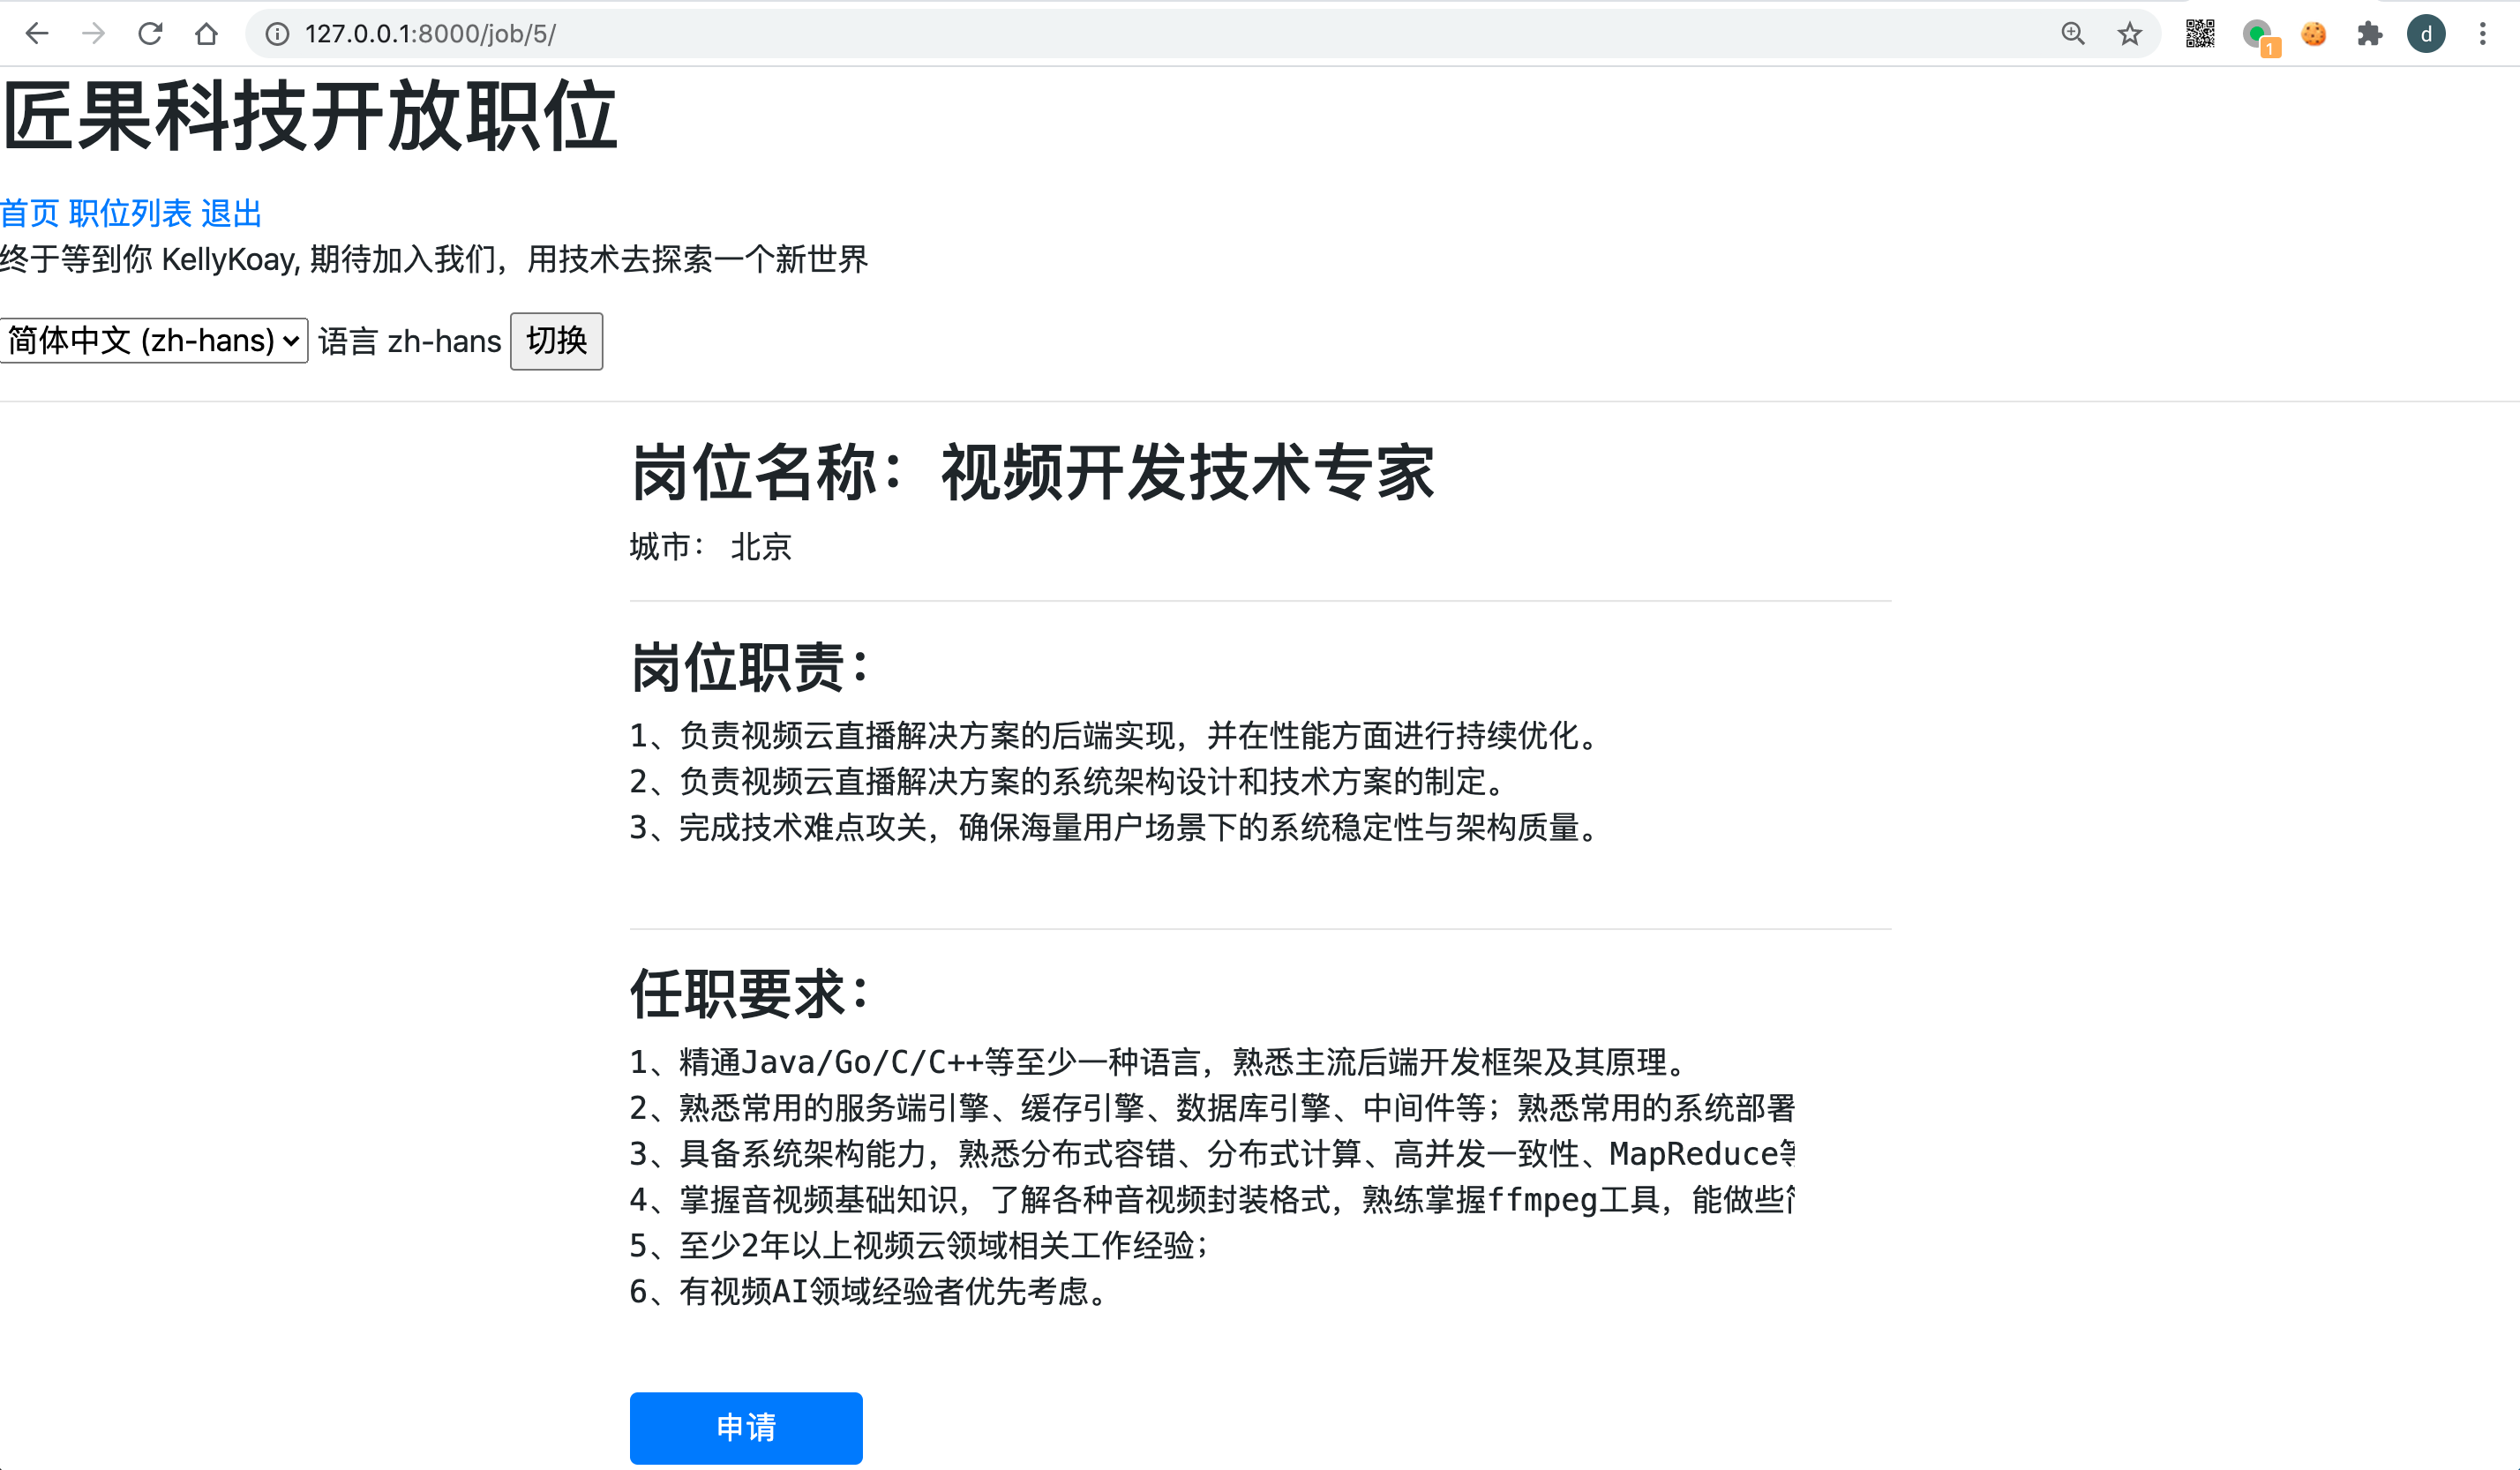 127.0.0.1:8000/job/5/
1
d
匠果科技开放职位
首页 职位列表 退出
终于等到你 KellyKoay, 期待加入我们，用技术去探索一个新世界
简体中文 (zh-hans) 语言 zh-hans 切换
岗位名称：视频开发技术专家
城市： 北京
岗位职责：
1、负责视频云直播解决方案的后端实现，并在性能方面进行持续优化。
2、负责视频云直播解决方案的系统架构设计和技术方案的制定。
3、完成技术难点攻关，确保海量用户场景下的系统稳定性与架构质量。
任职要求：
1、精通Java/Go/C/C++等至少一种语言，熟悉主流后端开发框架及其原理。
2、熟悉常用的服务端引擎、缓存引擎、数据库引擎、中间件等；熟悉常用的系统部署
3、具备系统架构能力，熟悉分布式容错、分布式计算、高并发一致性、MapReduce
4、掌握音视频基础知识，了解各种音视频封装格式，熟练掌握ffmpeg工具，能做些
5、至少2年以上视频云领域相关工作经验；
6、有视频AI领域经验者优先考虑。
申请